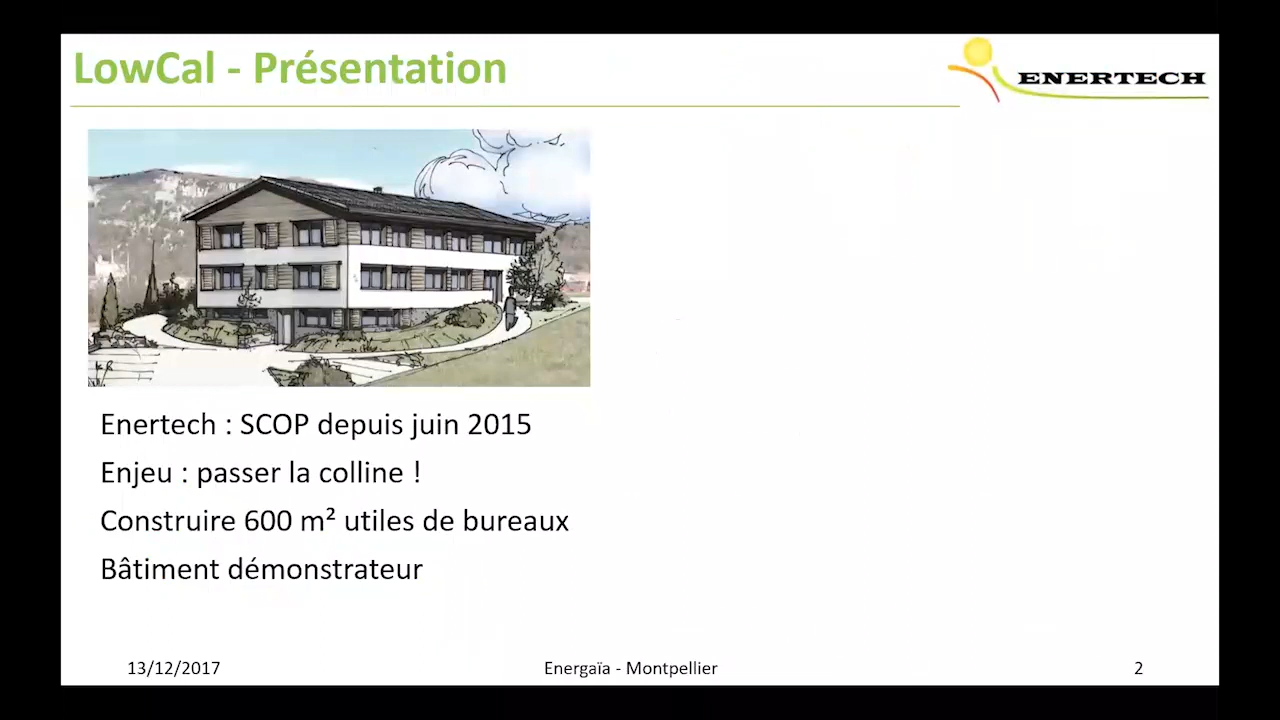 LowCal - Présentation
ENERTECH
Enertech : SCOP depuis juin 2015
Enjeu : passer la colline !
Construire 600 m² utiles de bureaux
Bâtiment démonstrateur
13/12/2017
Energaïa - Montpellier
2